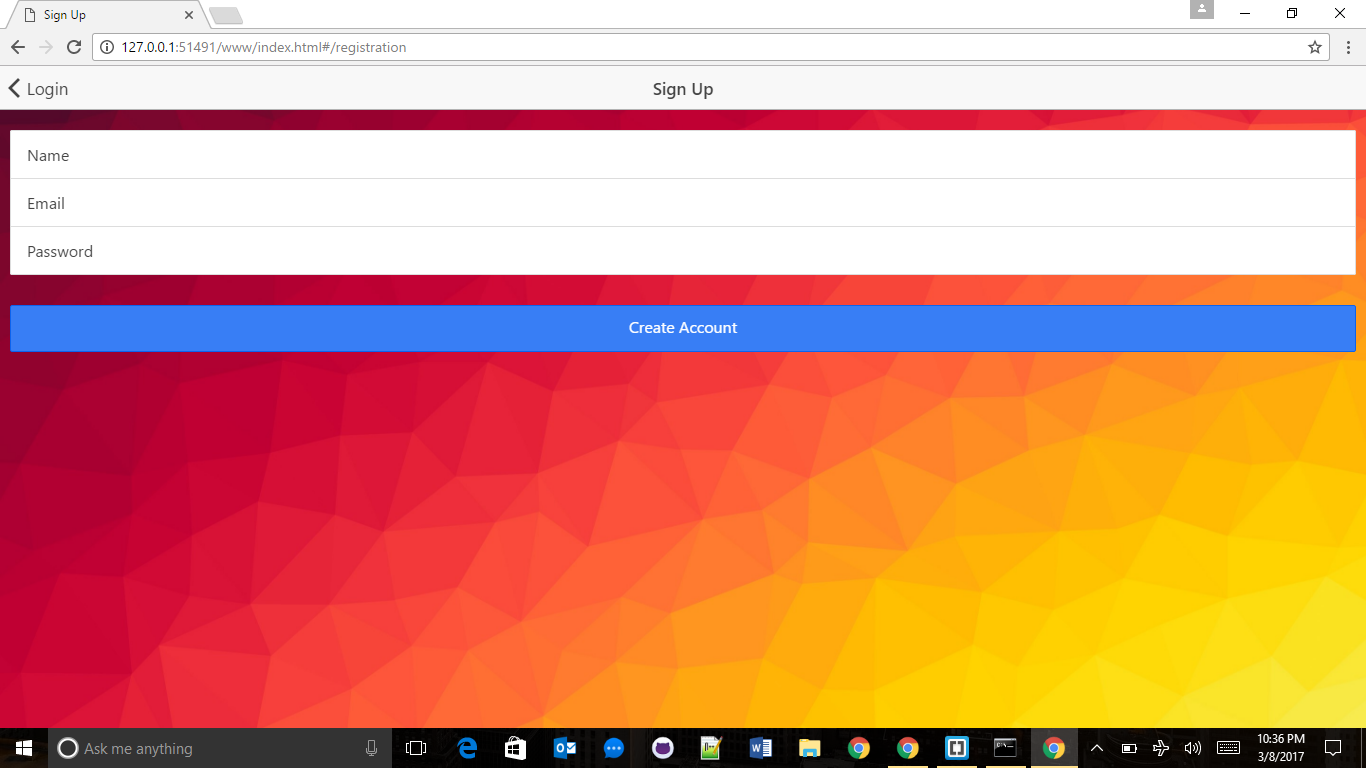 Sign Up
127.0.0.1:51491/www/index.html#/registration
Login
Sign Up
Name
Email
Password
Create Account
Ask me anything
10:36 PM
3/8/2017